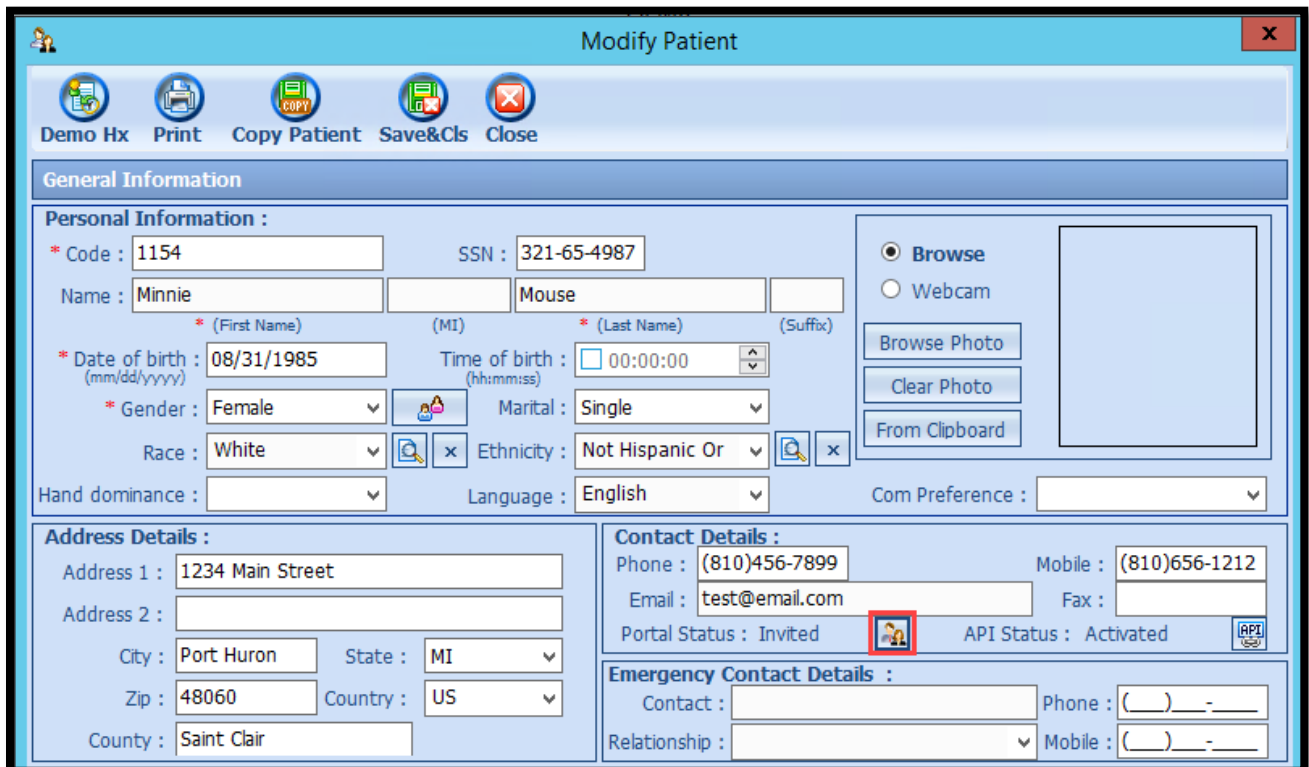 Modify Patient
x
COPY
Demo Hx Print Copy Patient Save&Cls Close
General Information
Personal Information :
* Code : 1154 SSN : 321-65-4987
Name : Minnie Mouse
* (First Name) (MI) * (Last Name) (Suffix)
* Date of birth : 08/31/1985 Time of birth : 00:00:00
(mm/dd/yyyy) (hh:mm:ss)
* Gender : Female Marital : Single
Race : White x Ethnicity : Not Hispanic Or x
Hand dominance : Language : English Com Preference :
Browse
Webcam
Browse Photo
Clear Photo
From Clipboard
Address Details :
Address 1 : 1234 Main Street
Address 2 :
City : Port Huron State : MI
Zip : 48060 Country : US
County : Saint Clair
Contact Details :
Phone : (810)456-7899 Mobile : (810)656-1212
Email : test@email.com Fax :
Portal Status : Invited API Status : Activated API
Emergency Contact Details :
Contact : Phone : (___)___-____
Relationship : Mobile : (___)___-____